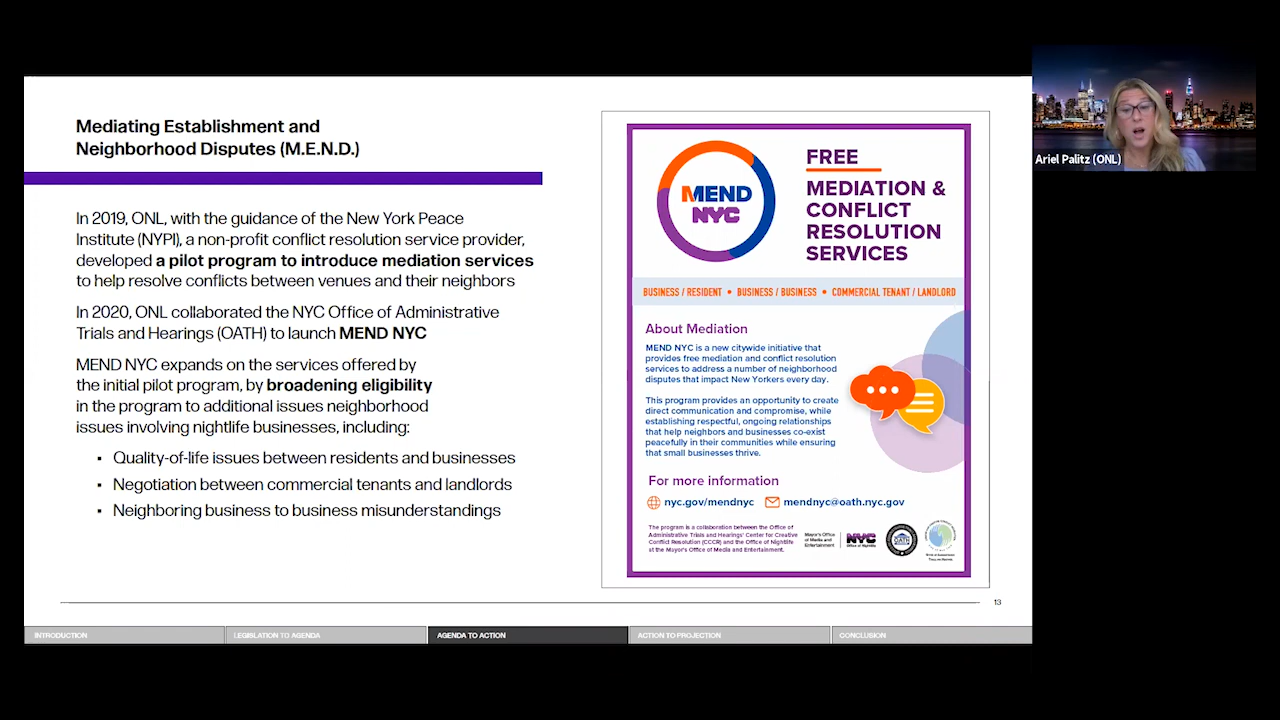 Mediating Establishment and
Neighborhood Disputes (M.E.N.D.)
In 2019, ONL, with the guidance of the New York Peace
Institute (NYPI), a non-profit conflict resolution service provider,
developed a pilot program to introduce mediation services
to help resolve conflicts between venues and their neighbors
In 2020, ONL collaborated the NYC Office of Administrative
Trials and Hearings (OATH) to launch MEND NYC
MEND NYC expands on the services offered by
the initial pilot program, by broadening eligibility
in the program to additional issues neighborhood
issues involving nightlife businesses, including:
▪ Quality-of-life issues between residents and businesses
▪ Negotiation between commercial tenants and landlords
▪ Neighboring business to business misunderstandings
MEND
NYC
FREE
MEDIATION &
CONFLICT
RESOLUTION
SERVICES
BUSINESS / RESIDENT • BUSINESS / BUSINESS • COMMERCIAL TENANT / LANDLORD
About Mediation
MEND NYC is a new citywide initiative that
provides free mediation and conflict resolution
services to address a number of neighborhood
disputes that impact New Yorkers every day.
This program provides an opportunity to create
direct communication and compromise, while
establishing respectful, ongoing relationships
that help neighbors and businesses co-exist
peacefully in their communities while ensuring
that small businesses thrive.
For more information
nyc.gov/mendnyc mendnyc@oath.nyc.gov
The program is a collaboration between the Office of
Administrative Trials and Hearings' Center for Creative
Conflict Resolution (CCCR) and the Office of Nightlife
at the Mayor's Office of Media and Entertainment.
Mayor's Office
of Media and
Entertainment
NYC
Office of Nightlife
OATH
13
INTRODUCTION
LEGISLATION TO AGENDA
AGENDA TO ACTION
ACTION TO PROJECTION
CONCLUSION
Ariel Palitz (ONL)